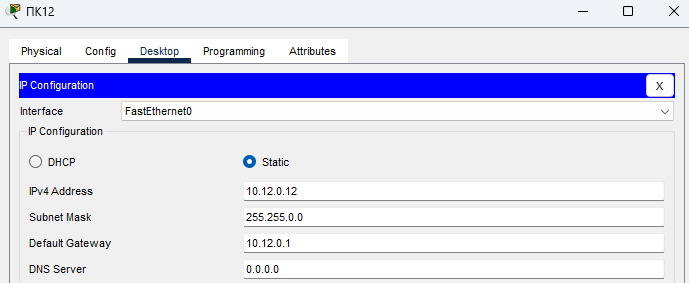 ПК12
Physical Config Desktop Programming Attributes
IP Configuration X
Interface FastEthernet0
IP Configuration
DHCP Static
IPv4 Address 10.12.0.12
Subnet Mask 255.255.0.0
Default Gateway 10.12.0.1
DNS Server 0.0.0.0